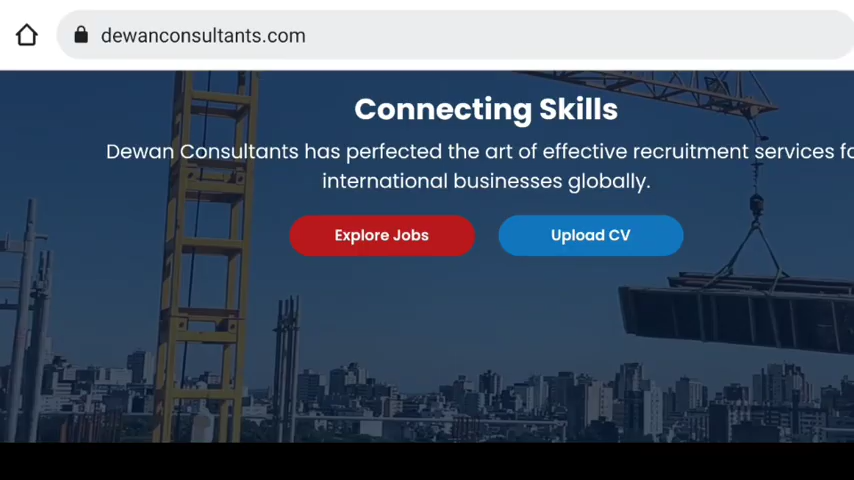 dewanconsultants.com
Connecting Skills
Dewan Consultants has perfected the art of effective recruitment services
international businesses globally.
Explore Jobs
Upload CV